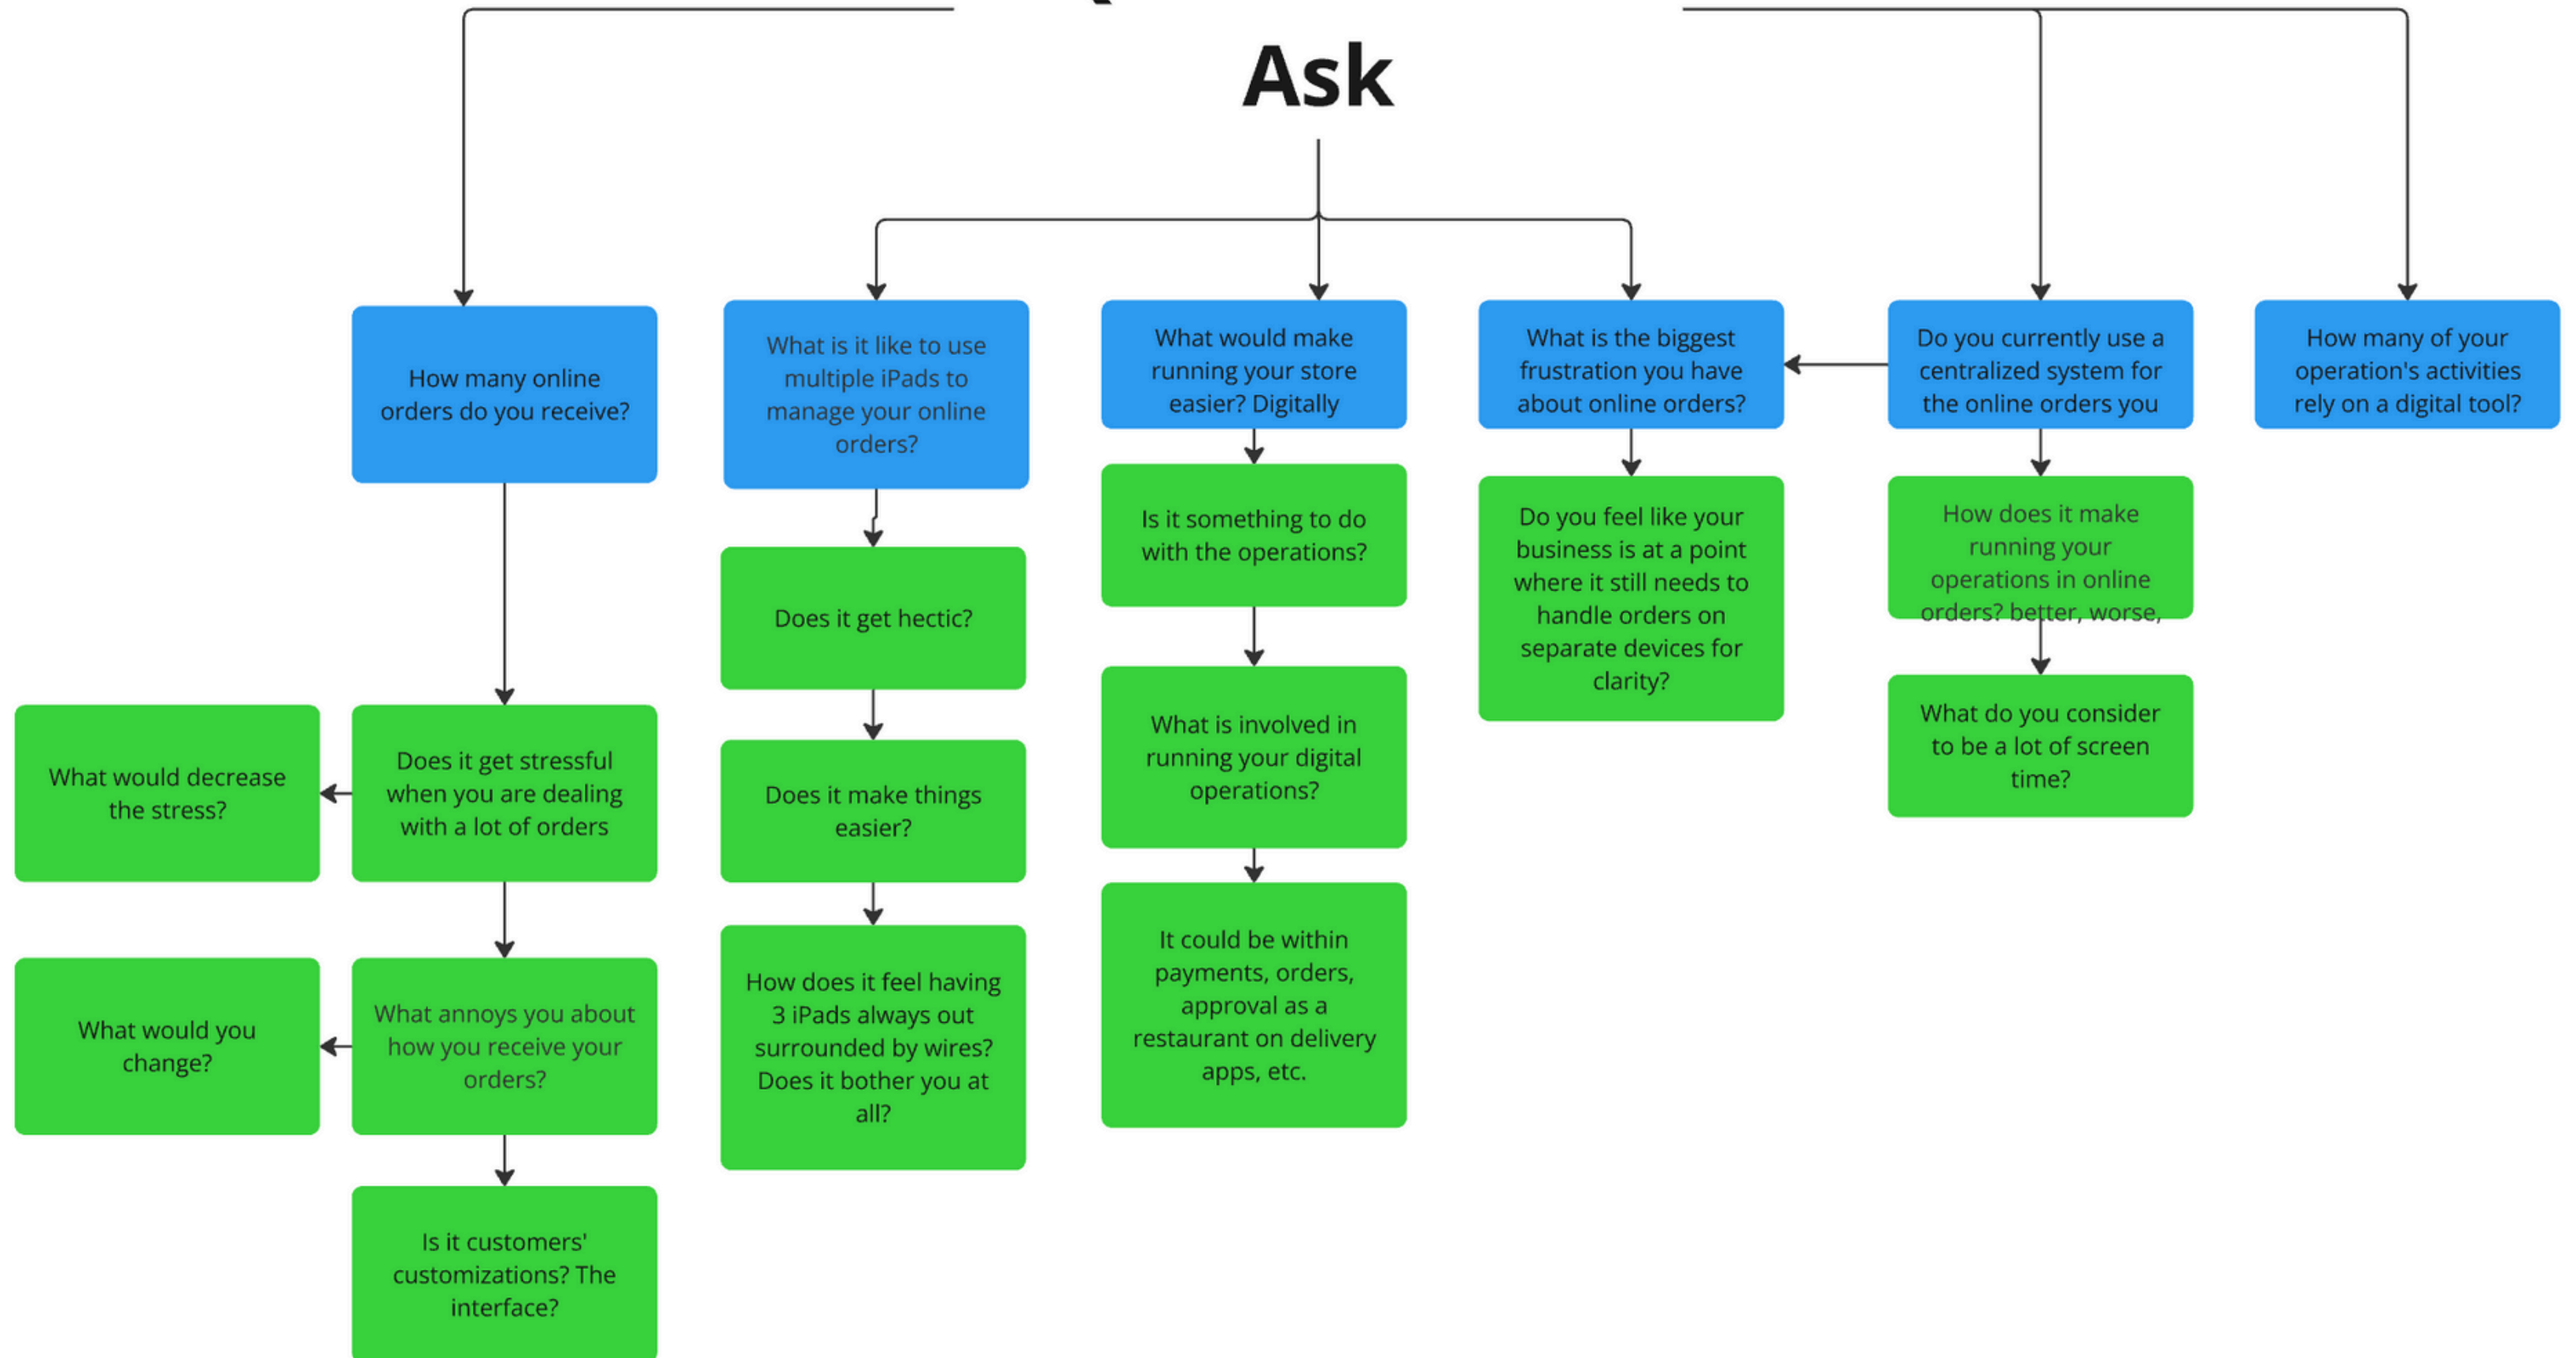 Ask
How many online
orders do you receive?
What is it like to use
multiple iPads to
manage your online
orders?
What would make
running your store
easier? Digitally
What is the biggest
frustration you have
about online orders?
Do you currently use a
centralized system for
the online orders you
How many of your
operation's activities
rely on a digital tool?
What would decrease
the stress?
Does it get stressful
when you are dealing
with a lot of orders
What would you
change?
What annoys you about
how you receive your
orders?
Is it customers'
customizations? The
interface?
Does it get hectic?
Does it make things
easier?
How does it feel having
3 iPads always out
surrounded by wires?
Does it bother you at
all?
Is it something to do
with the operations?
What is involved in
running your digital
operations?
It could be within
payments, orders,
approval as a
restaurant on delivery
apps, etc.
Do you feel like your
business is at a point
where it still needs to
handle orders on
separate devices for
clarity?
How does it make
running your
operations in online
orders? better, worse,
What do you consider
to be a lot of screen
time?